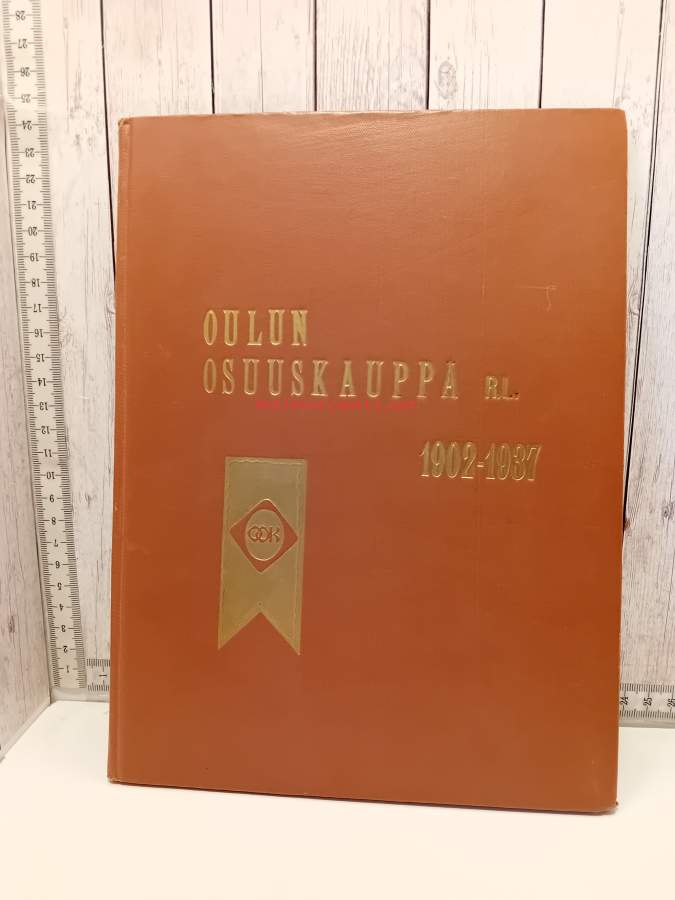 OULUN
OSUUSKAUPPA R.L.
1902-1937
OOK